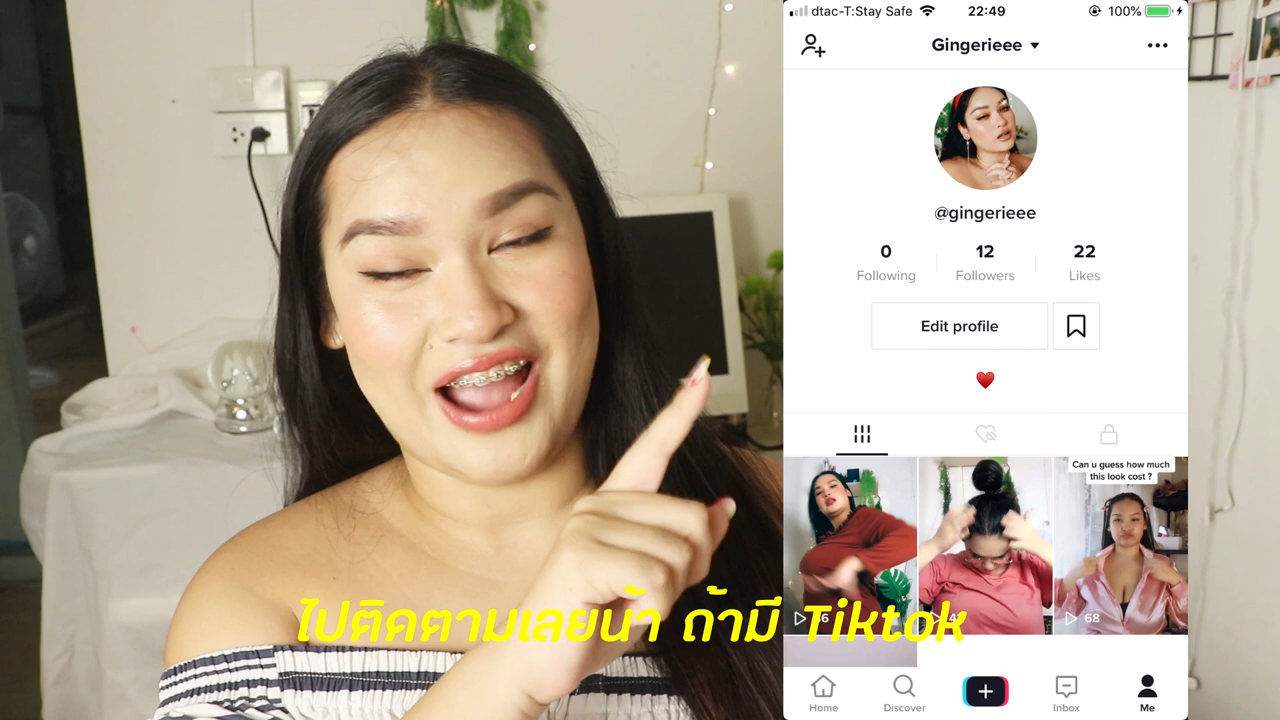 dtac-T:Stay Safe
22:49
100%
Gingerieee
@gingerieee
0
12
22
Following
Followers
Likes
Edit profile
Can u guess how much
this look cost ?
68
ไปติดตามเลยน้า ถ้ามี Tiktok
Home
Discover
Inbox
Me